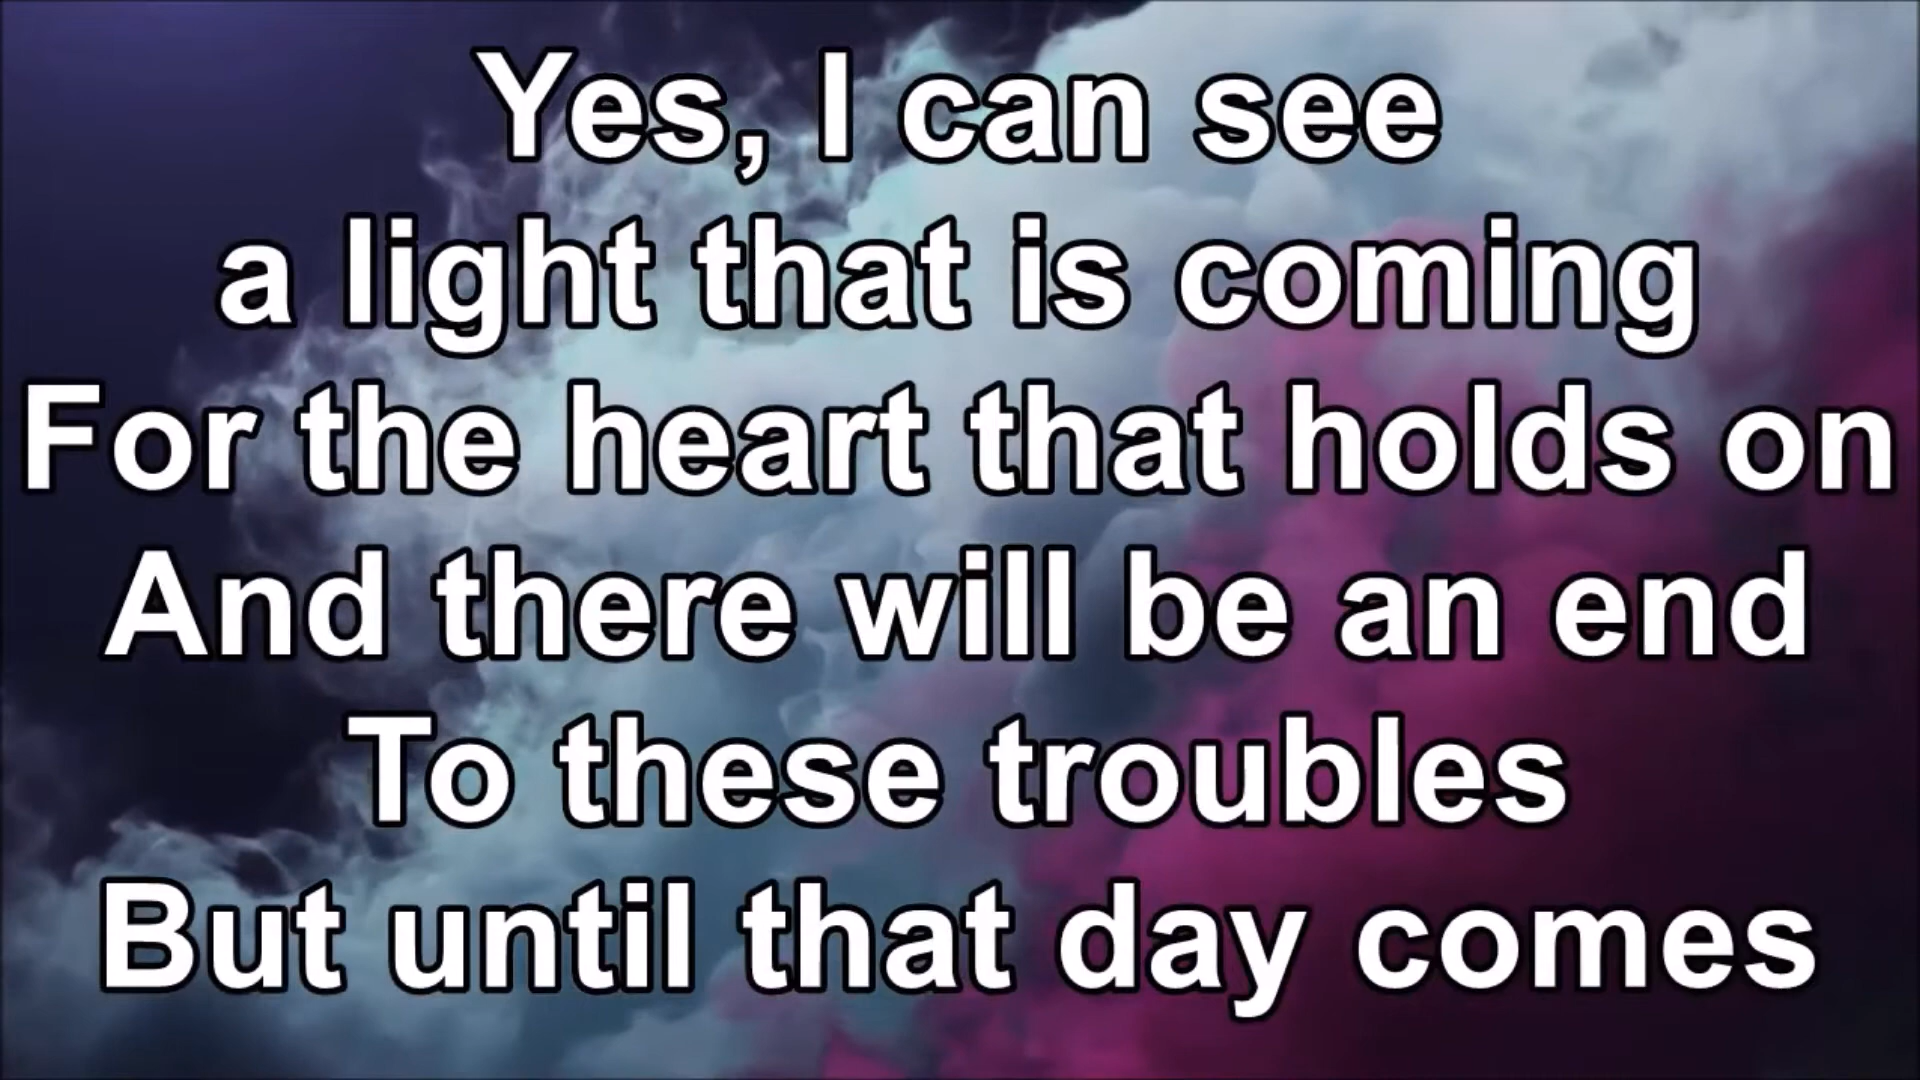 Yes, I can see
a light that is coming
For the heart that holds on
And there will be an end
To these troubles
But until that day comes